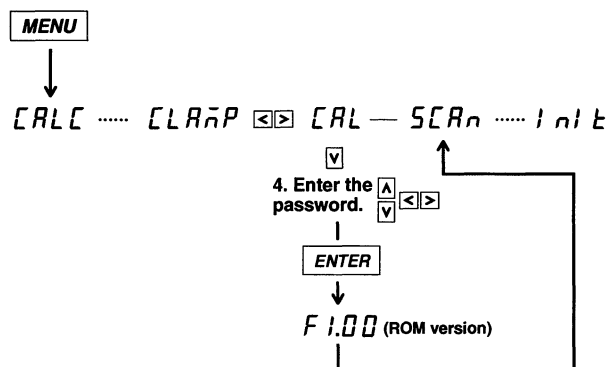 MENU
CALC ...... CLAMP < > CAL — SCAn ...... InIt
v
4. Enter the ∧
password. v < >
ENTER
F 1.00 (ROM version)